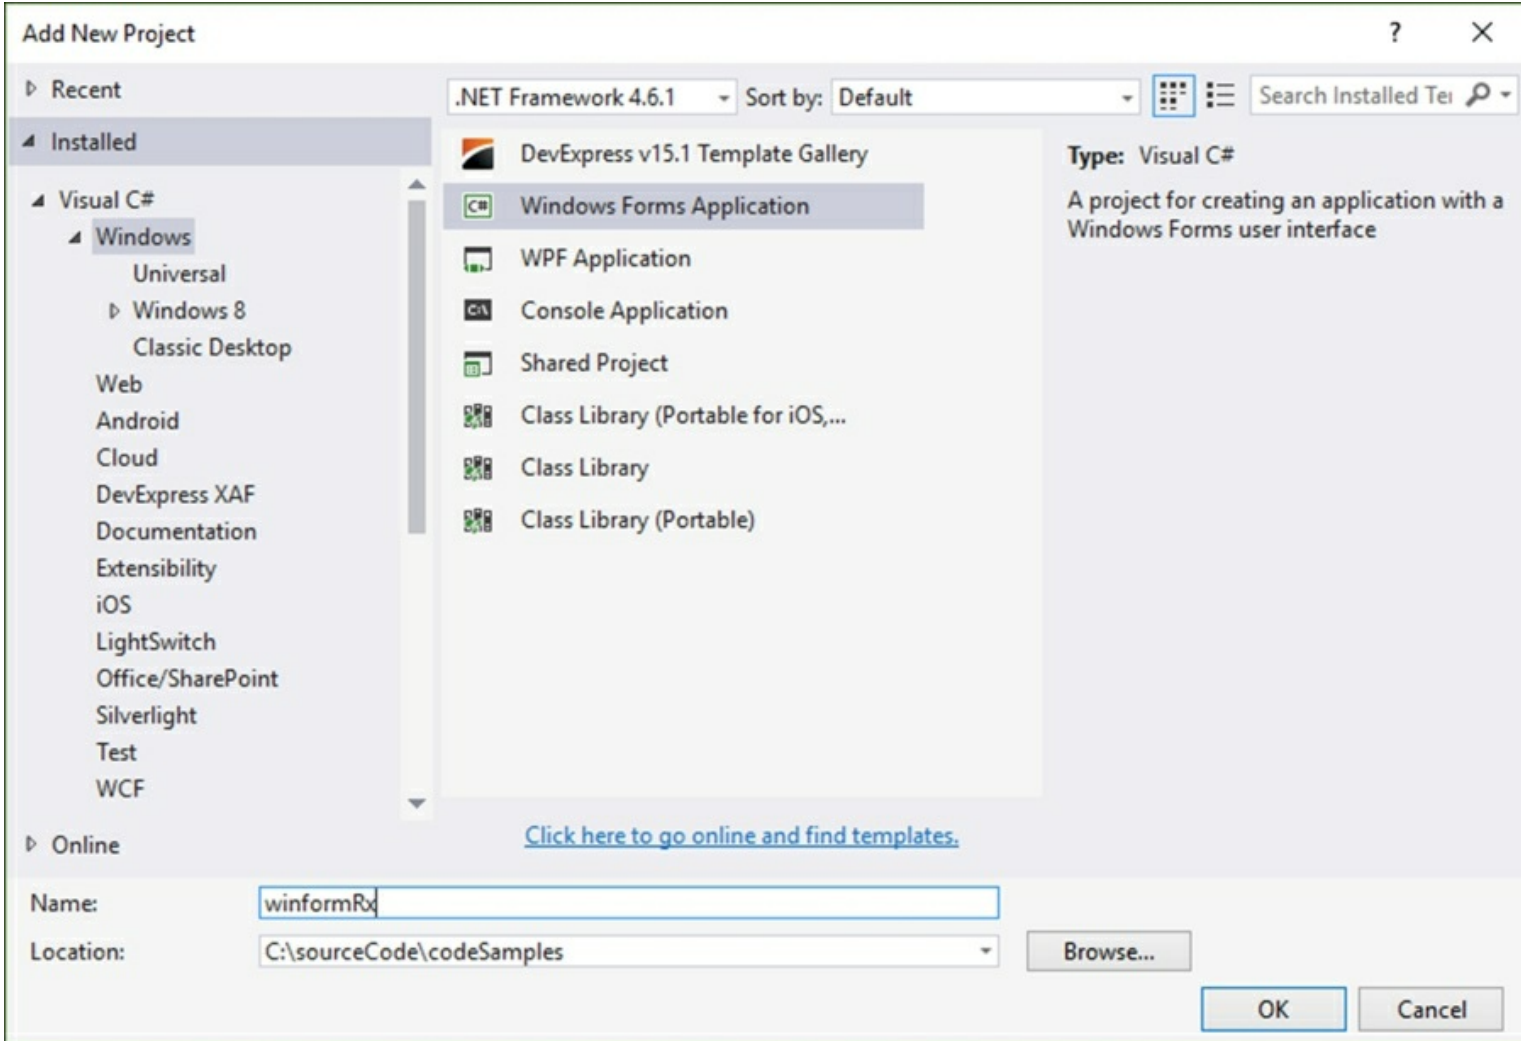 Add New Project
?
Recent
Installed
Visual C#
Windows
Universal
Windows 8
Classic Desktop
Web
Android
Cloud
DevExpress XAF
Documentation
Extensibility
iOS
LightSwitch
Office/SharePoint
Silverlight
Test
WCF
Online
.NET Framework 4.6.1
Sort by: Default
Search Installed Te
DevExpress v15.1 Template Gallery
C# Windows Forms Application
WPF Application
C:\ Console Application
Shared Project
Class Library (Portable for iOS,...
Class Library
Class Library (Portable)
Click here to go online and find templates.
Type: Visual C#
A project for creating an application with a
Windows Forms user interface
Name: winformRx
Location: C:\sourceCode\codeSamples
Browse...
OK Cancel